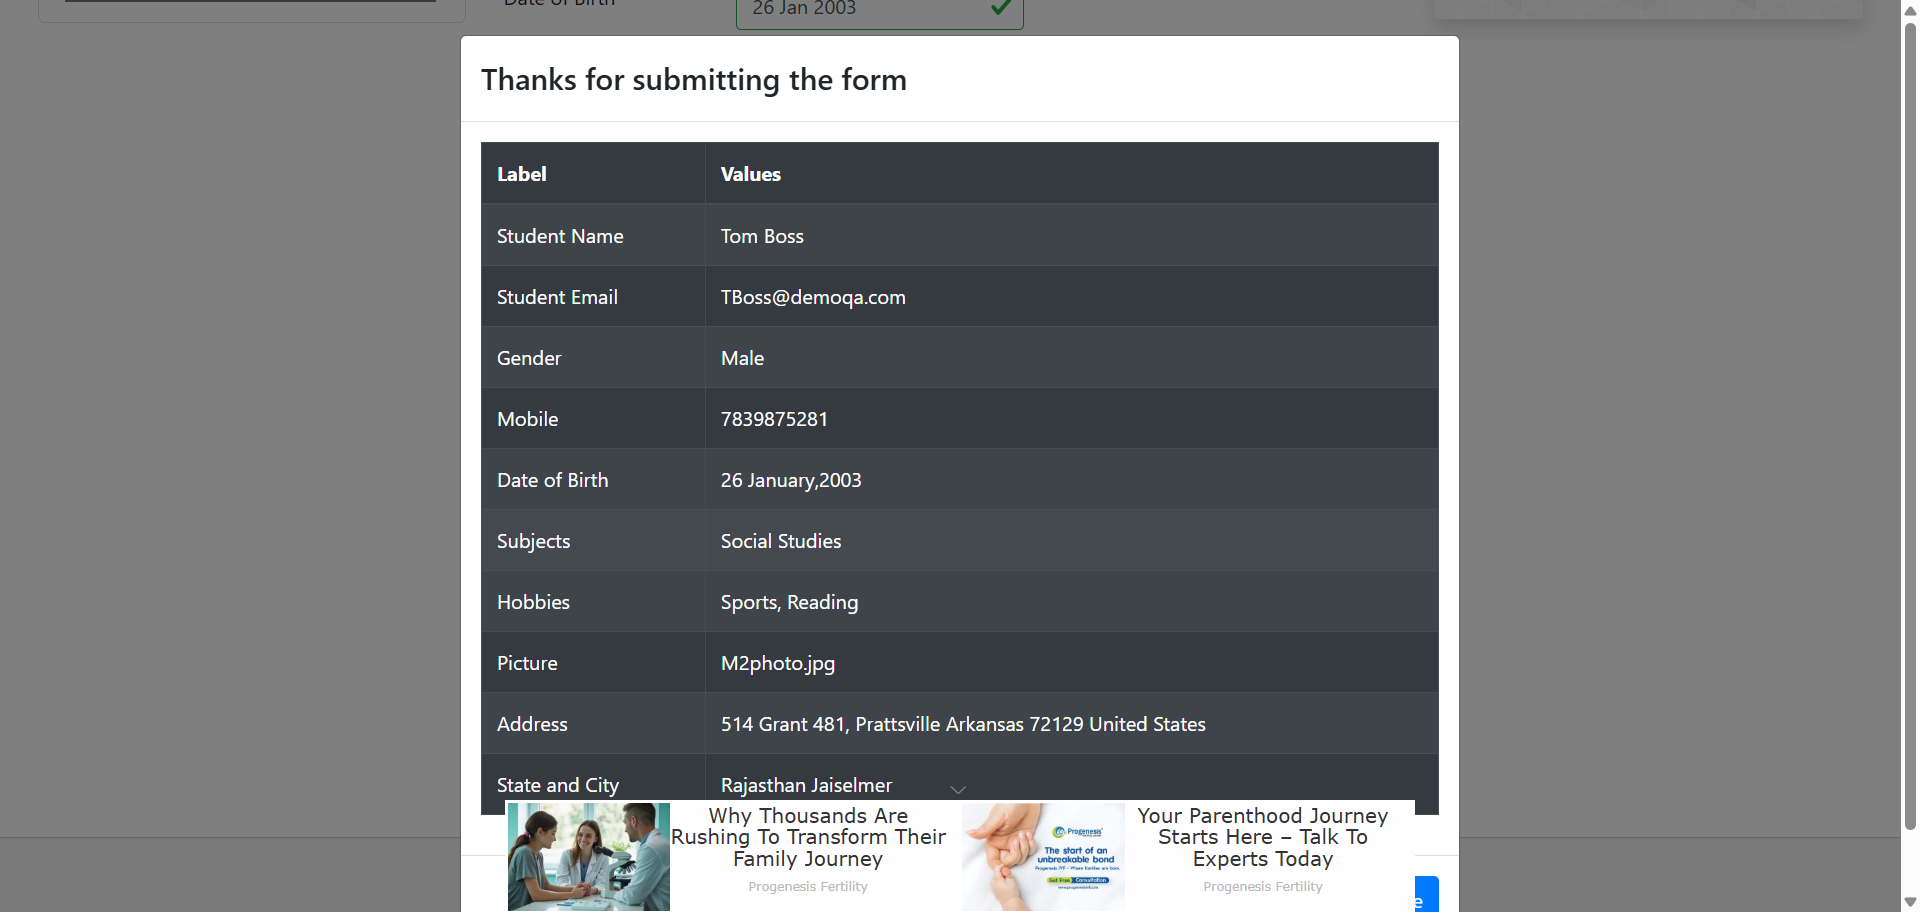 Date of Birth
26 Jan 2003
Thanks for submitting the form
Label Values
Student Name Tom Boss
Student Email TBoss@demoqa.com
Gender Male
Mobile 7839875281
Date of Birth 26 January,2003
Subjects Social Studies
Hobbies Sports, Reading
Picture M2photo.jpg
Address 514 Grant 481, Prattsville Arkansas 72129 United States
State and City Rajasthan Jaiselmer
Why Thousands Are
Rushing To Transform Their
Family Journey
Progenesis Fertility
Progenesis
The start of an
unbreakable bond
Get Free Consultation
Your Parenthood Journey
Starts Here – Talk To
Experts Today
Progenesis Fertility
e